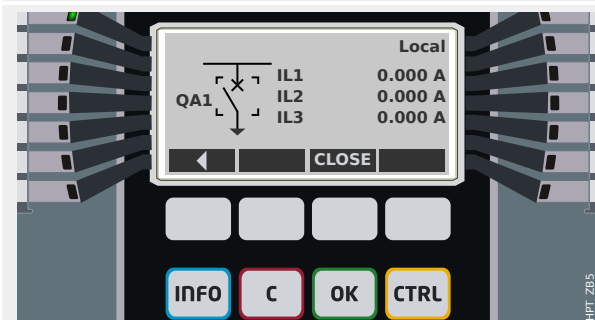 Local
IL1 0.000 A
QA1 IL2 0.000 A
IL3 0.000 A
CLOSE
INFO C OK CTRL
HPT_ZB5